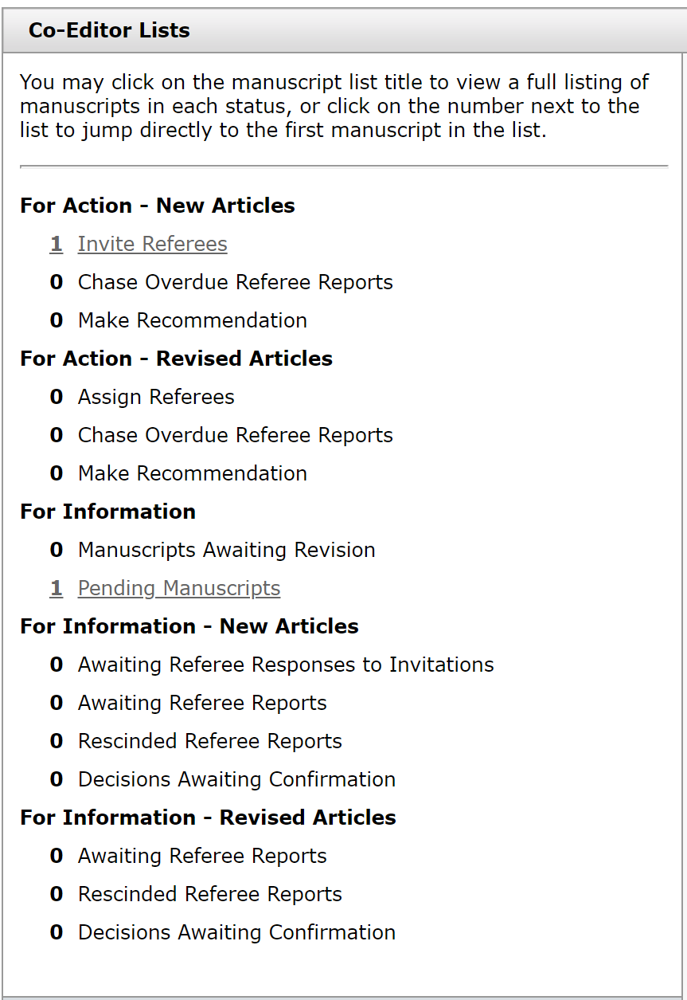 Co-Editor Lists
You may click on the manuscript list title to view a full listing of
manuscripts in each status, or click on the number next to the
list to jump directly to the first manuscript in the list.
For Action - New Articles
1 Invite Referees
0 Chase Overdue Referee Reports
0 Make Recommendation
For Action - Revised Articles
0 Assign Referees
0 Chase Overdue Referee Reports
0 Make Recommendation
For Information
0 Manuscripts Awaiting Revision
1 Pending Manuscripts
For Information - New Articles
0 Awaiting Referee Responses to Invitations
0 Awaiting Referee Reports
0 Rescinded Referee Reports
0 Decisions Awaiting Confirmation
For Information - Revised Articles
0 Awaiting Referee Reports
0 Rescinded Referee Reports
0 Decisions Awaiting Confirmation